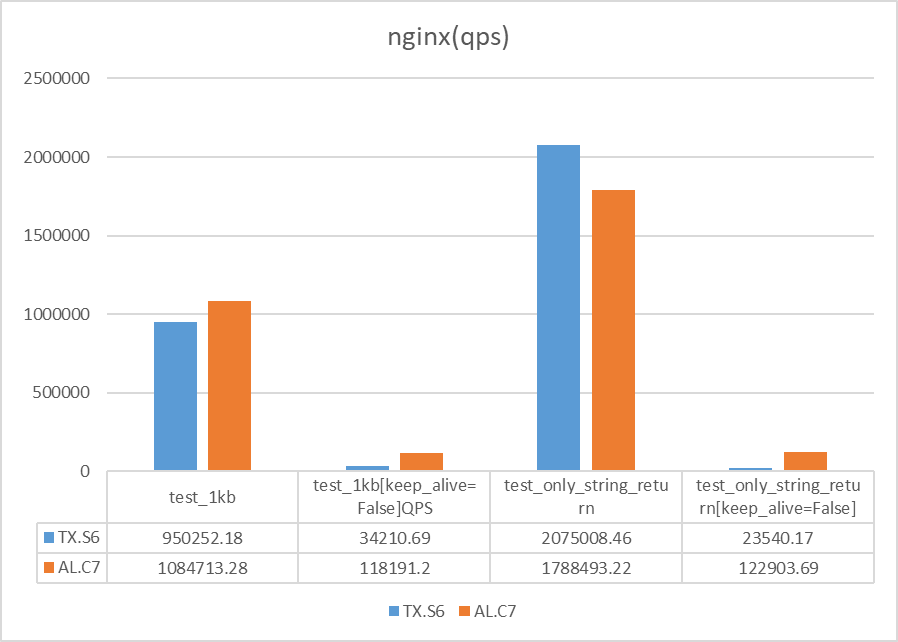 nginx(qps)
2500000
2000000
1500000
1000000
500000
0
test_1kb
test_1kb[keep_alive=
False]QPS
test_only_string_retu
rn
test_only_string_retu
rn[keep_alive=False]
TX.S6 950252.18 34210.69 2075008.46 23540.17
AL.C7 1084713.28 118191.2 1788493.22 122903.69
TX.S6 AL.C7